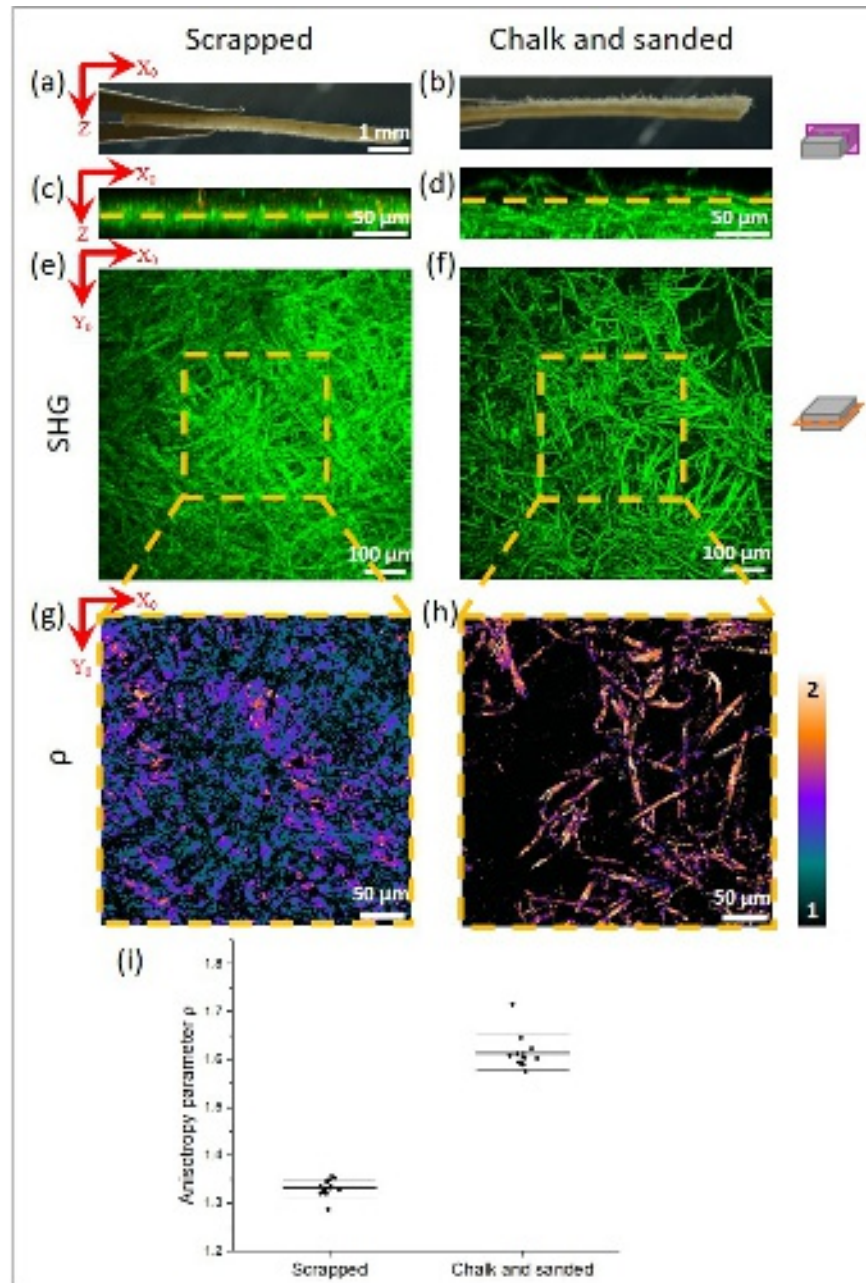 Scrapped Chalk and sanded
(a) X₀ (b)
Z 1 mm
(c) X₀ (d)
Z 50 µm 50 µm
(e) X₀ (f)
Y₀
SHG
100 µm 100 µm
(g) X₀ (h)
Y₀
2
ρ
50 µm 50 µm 1
(i)
1.8
1.7
1.6
1.5
1.4
1.3
1.2
Anisotropy parameter ρ
Scrapped Chalk and sanded